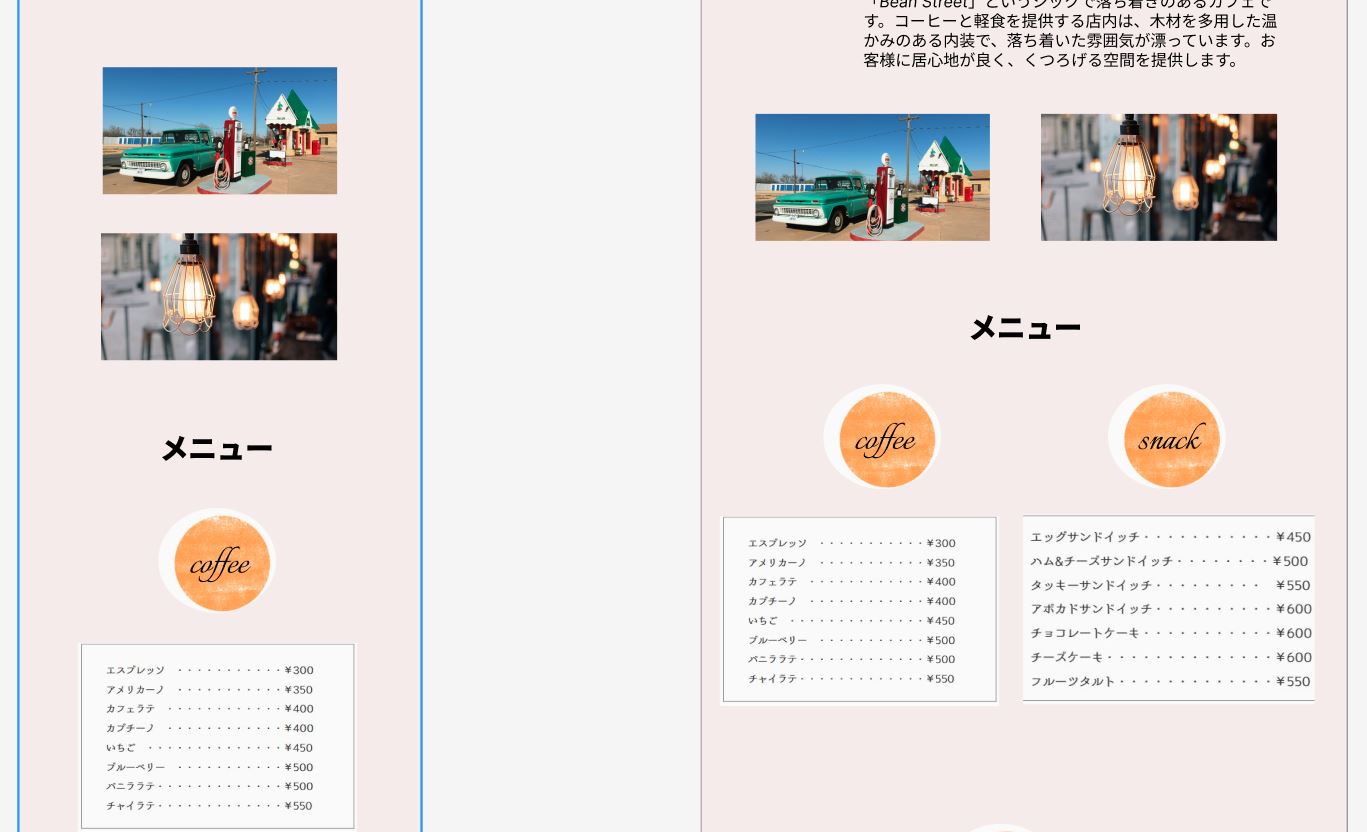 メニュー
coffee
エスプレッソ ・・・・・・・・・・・¥300
アメリカーノ ・・・・・・・・・・・¥350
カフェラテ ・・・・・・・・・・・・¥400
カプチーノ ・・・・・・・・・・・・¥400
いちご ・・・・・・・・・・・・・・¥450
ブルーベリー ・・・・・・・・・・・¥500
バニララテ・・・・・・・・・・・・・¥500
チャイラテ・・・・・・・・・・・・・¥550
「Bean Street」というシックで落ち着きのあるカフェで
す。コーヒーと軽食を提供する店内は、木材を多用した温
かみのある内装で、落ち着いた雰囲気が漂っています。お
客様に居心地が良く、くつろげる空間を提供します。
メニュー
coffee
エスプレッソ ・・・・・・・・・・・¥300
アメリカーノ ・・・・・・・・・・・¥350
カフェラテ ・・・・・・・・・・・・¥400
カプチーノ ・・・・・・・・・・・・¥400
いちご ・・・・・・・・・・・・・・¥450
ブルーベリー ・・・・・・・・・・・¥500
バニララテ・・・・・・・・・・・・・¥500
チャイラテ・・・・・・・・・・・・・¥550
snack
エッグサンドイッチ・・・・・・・・・・・¥450
ハム&チーズサンドイッチ・・・・・・・・¥500
タッキーサンドイッチ・・・・・・・・・ ¥550
アボカドサンドイッチ・・・・・・・・・・¥600
チョコレートケーキ・・・・・・・・・・・¥600
チーズケーキ・・・・・・・・・・・・・・¥600
フルーツタルト・・・・・・・・・・・・・¥550